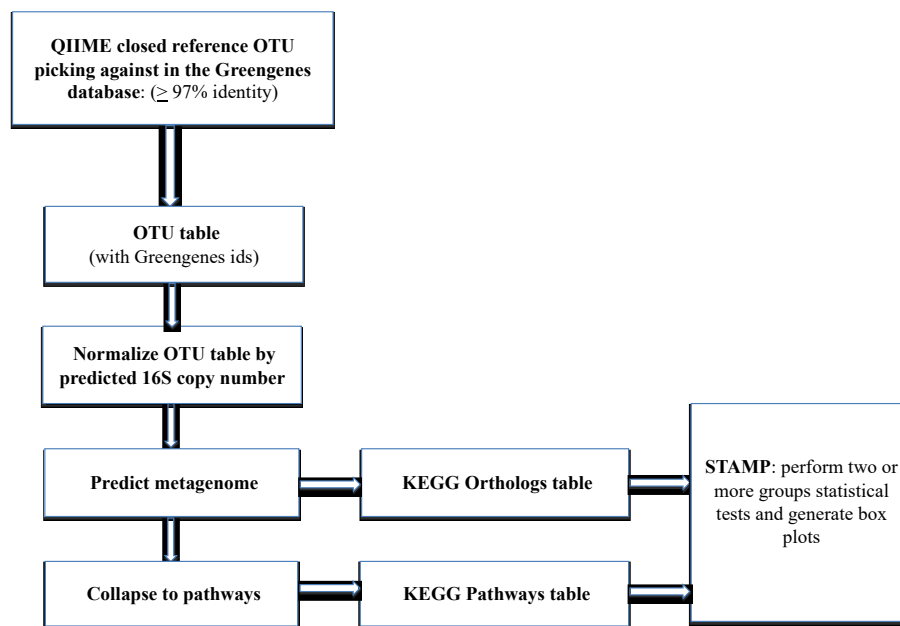 QIIME closed reference OTU
picking against in the Greengenes
database: (≥ 97% identity)
OTU table
(with Greengenes ids)
Normalize OTU table by
predicted 16S copy number
Predict metagenome
KEGG Orthologs table
STAMP: perform two or
more groups statistical
tests and generate box
plots
Collapse to pathways
KEGG Pathways table